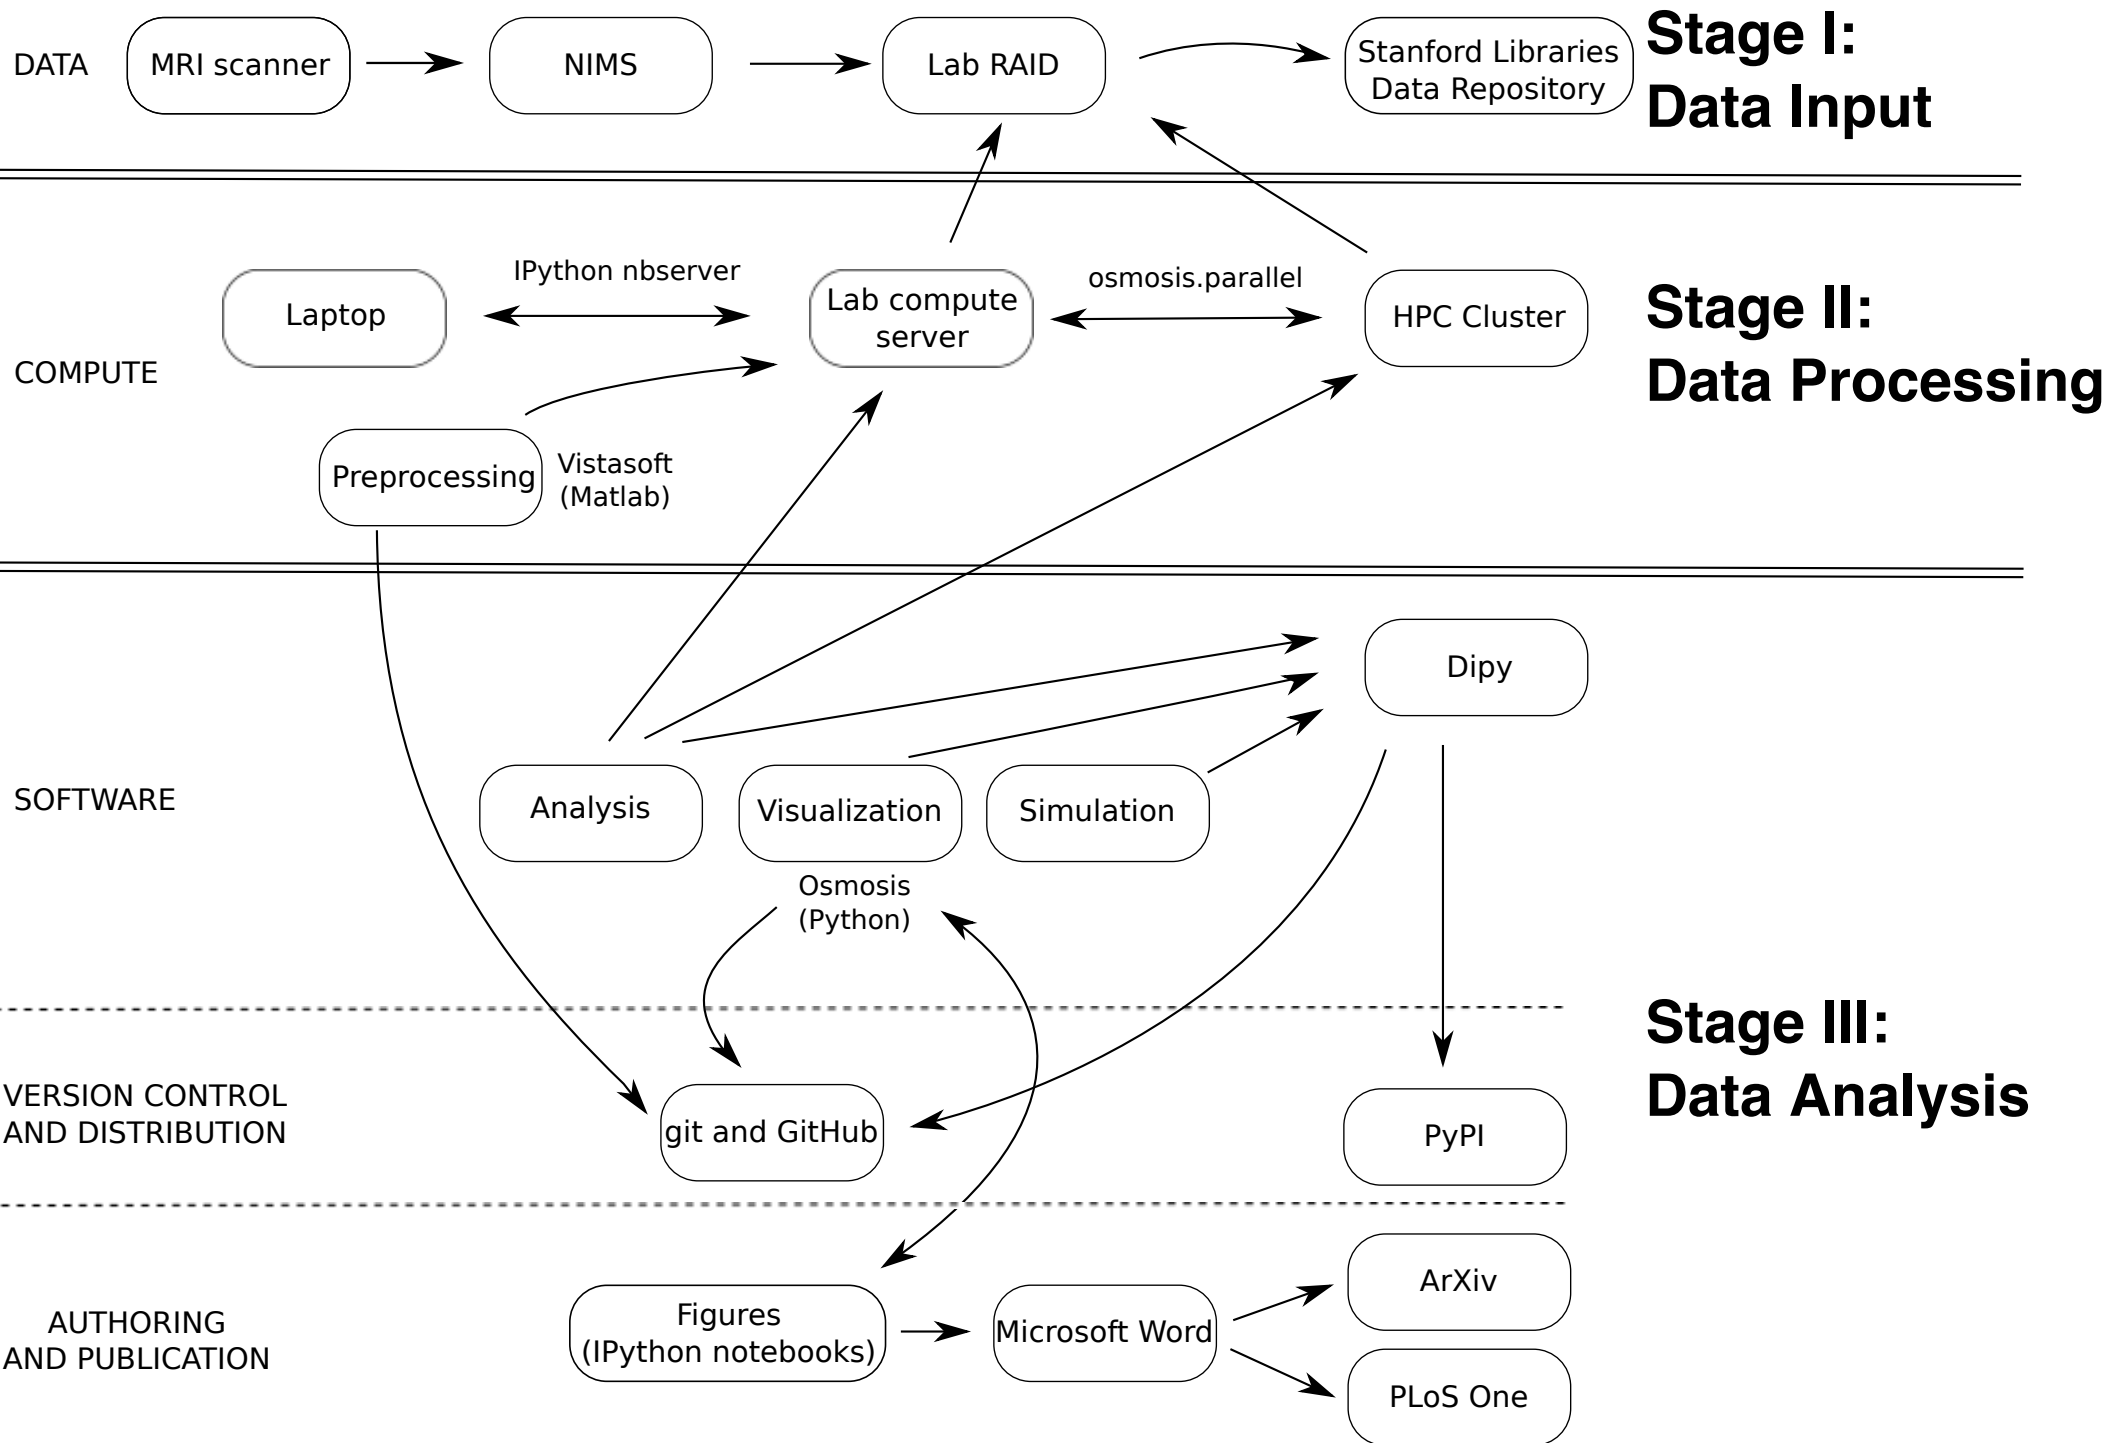 DATA
MRI scanner
NIMS
Lab RAID
Stanford Libraries
Data Repository
Stage I:
Data Input
COMPUTE
Laptop
IPython nbserver
Lab compute
server
osmosis.parallel
HPC Cluster
Stage II:
Data Processing
Preprocessing
Vistasoft
(Matlab)
SOFTWARE
Dipy
Analysis
Visualization
Simulation
Osmosis
(Python)
Stage III:
Data Analysis
VERSION CONTROL
AND DISTRIBUTION
git and GitHub
PyPI
AUTHORING
AND PUBLICATION
Figures
(IPython notebooks)
Microsoft Word
ArXiv
PLoS One